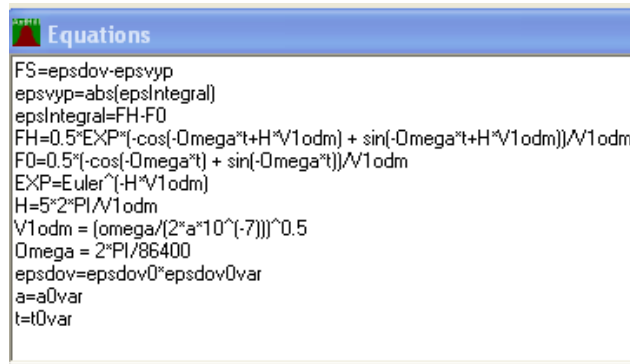 Equations
FS=epsdov-epsvyp
epsvyp=abs(epsIntegral)
epsIntegral=FH-F0
FH=0.5*EXP*(-cos(-Omega*t+H*V1odm) + sin(-Omega*t+H*V1odm))/V1odm
F0=0.5*(-cos(-Omega*t) + sin(-Omega*t))/V1odm
EXP=Euler^(-H*V1odm)
H=5*2*PI/V1odm
V1odm = (omega/(2*a*10^(-7)))^0.5
Omega = 2*PI/86400
epsdov=epsdov0*epsdov0var
a=a0var
t=t0var